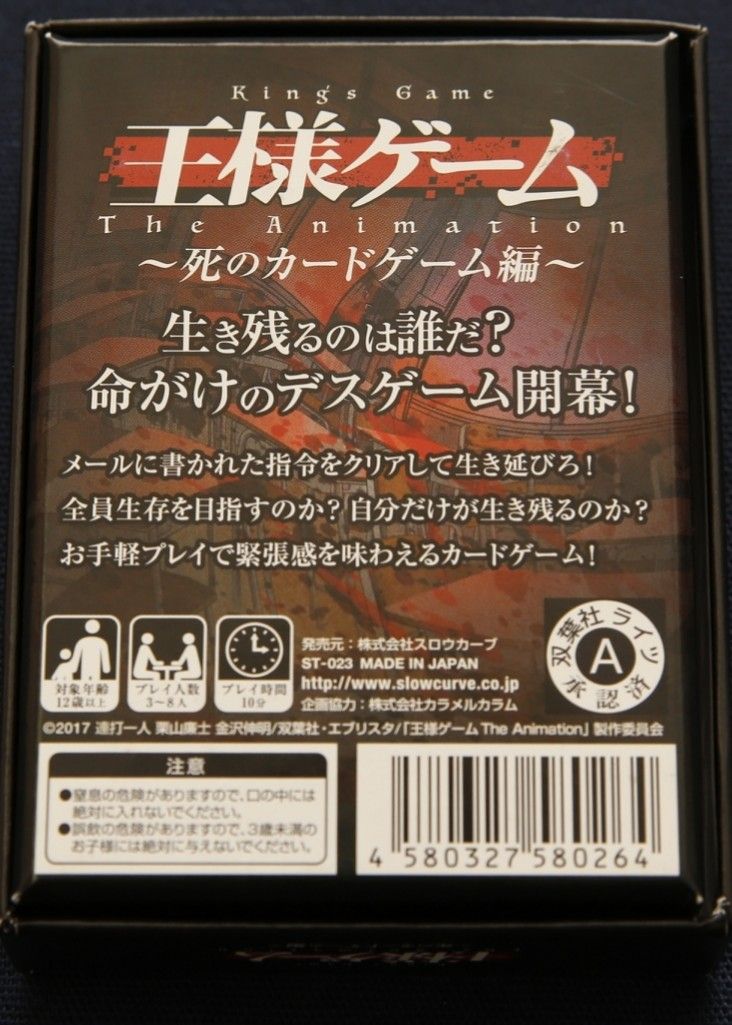 King's Game
王様ゲーム
The Animation
～死のカードゲーム編～
生き残るのは誰だ？
命がけのデスゲーム開幕！
メールに書かれた指令をクリアして生き延びろ！
全員生存を目指すのか？自分だけが生き残るのか？
お手軽プレイで緊張感を味わえるカードゲーム！
対象年齢
12歳以上
プレイ人数
3～8人
プレイ時間
10分
発売元：株式会社スロウカーブ
ST-023 MADE IN JAPAN
http://www.slowcurve.co.jp
企画協力：株式会社カラメルカラム
双葉社ライツ
A
承認済
©2017 連打一人 栗山廉士 金沢伸明/双葉社・エブリスタ/「王様ゲーム The Animation」製作委員会
注意
●窒息の危険がありますので、口の中には
絶対に入れないでください。
●誤飲の危険がありますので、3歳未満の
お子様には絶対に与えないでください。
4 580327 580264
王様ゲーム